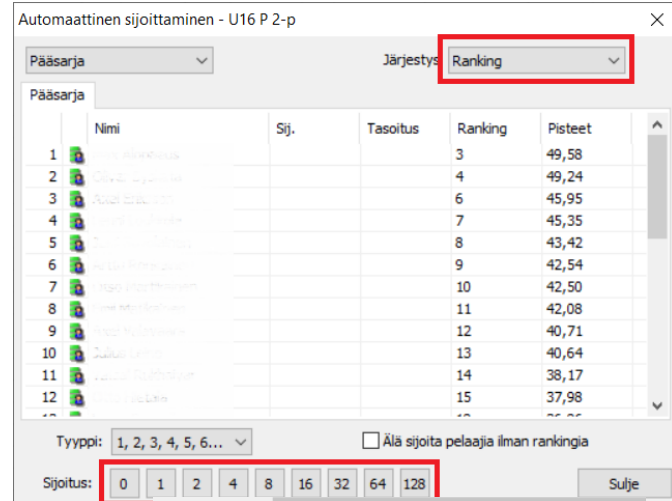 Automaattinen sijoittaminen - U16 P 2-p
Pääsarja Järjestys Ranking
Pääsarja
Nimi Sij. Tasoitus Ranking Pisteet
1 3 49,58
2 4 49,24
3 6 45,95
4 7 45,35
5 8 43,42
6 9 42,54
7 10 42,50
8 11 42,08
9 12 40,71
10 13 40,64
11 14 38,17
12 15 37,98
Tyyppi: 1, 2, 3, 4, 5, 6... Älä sijoita pelaajia ilman rankingia
Sijoitus: 0 1 2 4 8 16 32 64 128 Sulje